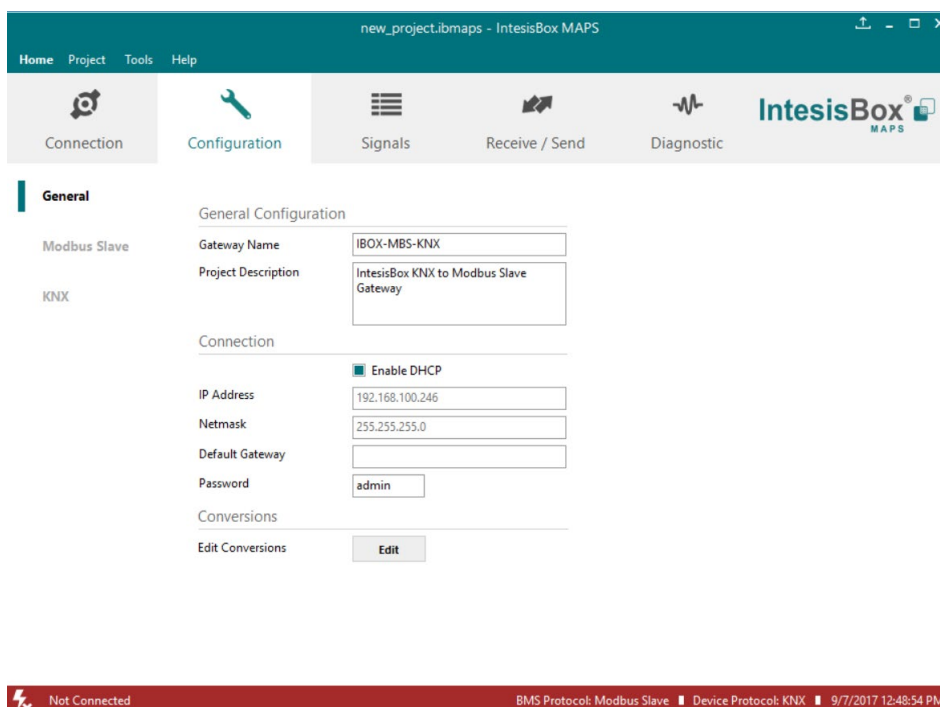 new_project.ibmaps - IntesisBox MAPS
Home Project Tools Help
Connection Configuration Signals Receive / Send Diagnostic
IntesisBox®
MAPS
General
Modbus Slave
KNX
General Configuration
Gateway Name IBOX-MBS-KNX
Project Description IntesisBox KNX to Modbus Slave
Gateway
Connection
Enable DHCP
IP Address 192.168.100.246
Netmask 255.255.255.0
Default Gateway
Password admin
Conversions
Edit Conversions Edit
Not Connected BMS Protocol: Modbus Slave Device Protocol: KNX 9/7/2017 12:48:54 PM